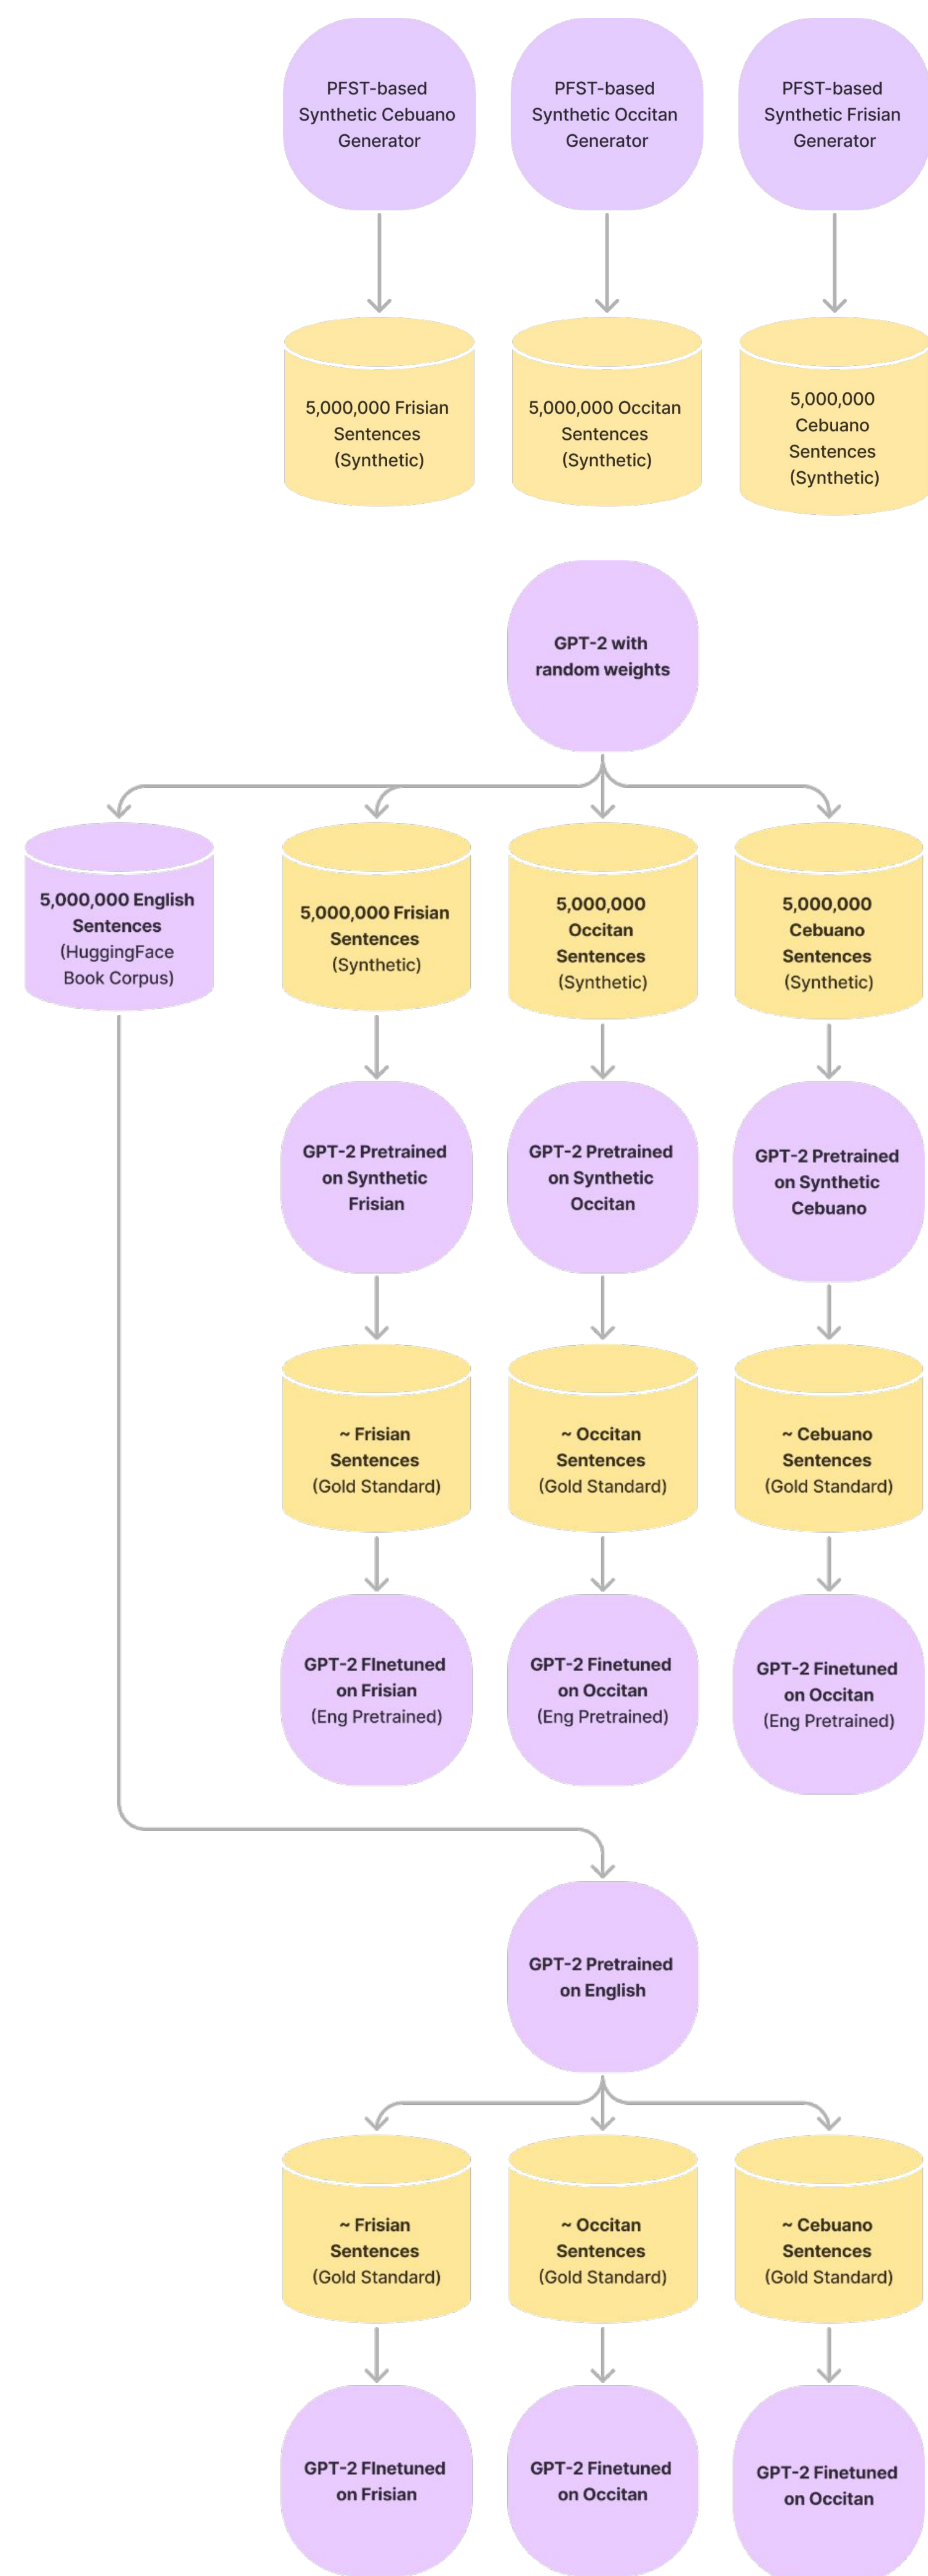 PFST-based
Synthetic Cebuano
Generator
PFST-based
Synthetic Occitan
Generator
PFST-based
Synthetic Frisian
Generator
5,000,000 Frisian
Sentences
(Synthetic)
5,000,000 Occitan
Sentences
(Synthetic)
5,000,000
Cebuano
Sentences
(Synthetic)
GPT-2 with
random weights
5,000,000 English
Sentences
(HuggingFace
Book Corpus)
5,000,000 Frisian
Sentences
(Synthetic)
5,000,000
Occitan
Sentences
(Synthetic)
5,000,000
Cebuano
Sentences
(Synthetic)
GPT-2 Pretrained
on Synthetic
Frisian
GPT-2 Pretrained
on Synthetic
Occitan
GPT-2 Pretrained
on Synthetic
Cebuano
~ Frisian
Sentences
(Gold Standard)
~ Occitan
Sentences
(Gold Standard)
~ Cebuano
Sentences
(Gold Standard)
GPT-2 FInetuned
on Frisian
(Eng Pretrained)
GPT-2 Finetuned
on Occitan
(Eng Pretrained)
GPT-2 Finetuned
on Occitan
(Eng Pretrained)
GPT-2 Pretrained
on English
~ Frisian
Sentences
(Gold Standard)
~ Occitan
Sentences
(Gold Standard)
~ Cebuano
Sentences
(Gold Standard)
GPT-2 FInetuned
on Frisian
GPT-2 Finetuned
on Occitan
GPT-2 Finetuned
on Occitan